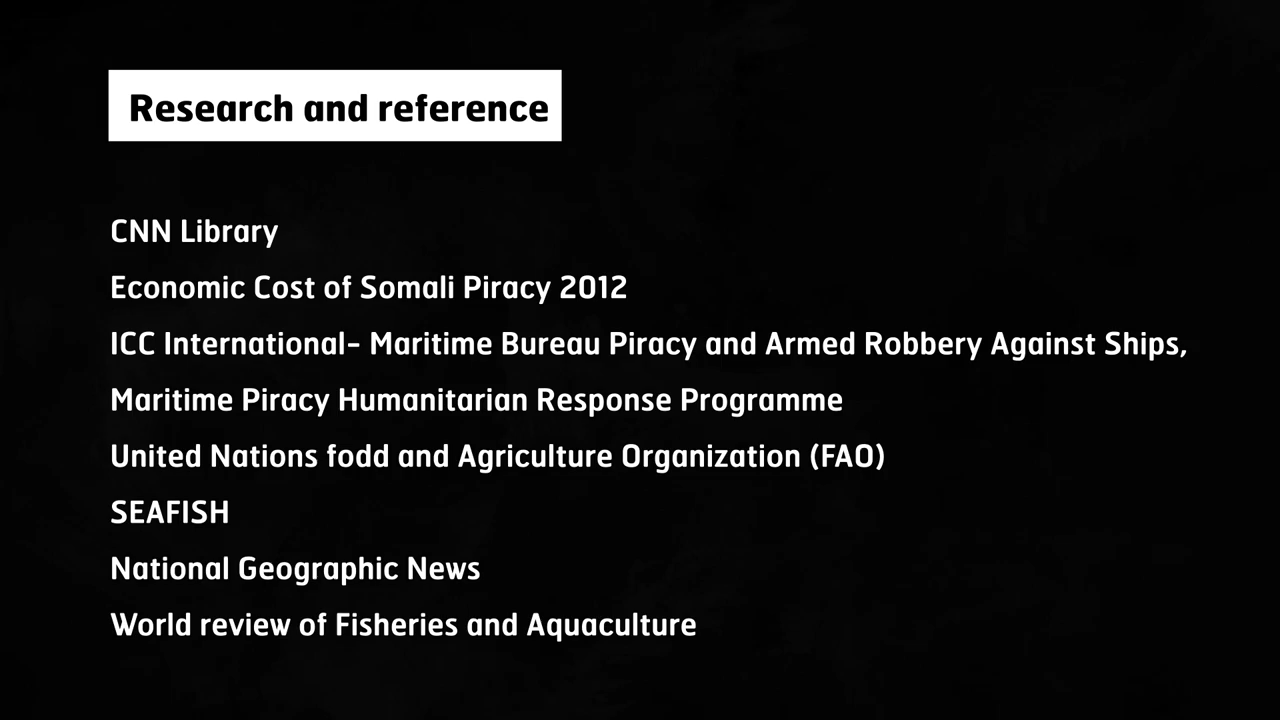 Research and reference
CNN Library
Economic Cost of Somali Piracy 2012
ICC International- Maritime Bureau Piracy and Armed Robbery Against Ships,
Maritime Piracy Humanitarian Response Programme
United Nations fodd and Agriculture Organization (FAO)
SEAFISH
National Geographic News
World review of Fisheries and Aquaculture